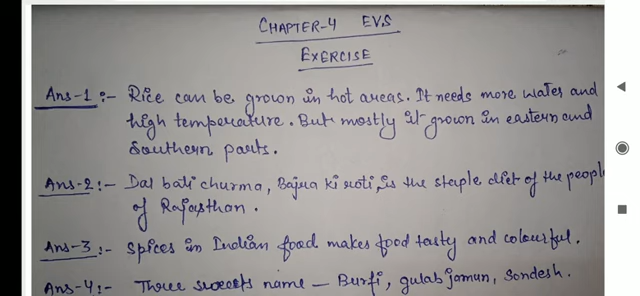 CHAPTER-4 EVS
EXERCISE
Ans-1:- Rice can be grown in hot areas. It needs more water and
high temperature. But mostly it grown in eastern and
Southern parts.
Ans-2:- Dal bati churma, Bajra ki roti, is the staple diet of the people
of Rajasthan.
Ans-3:- Spices in Indian food makes food tasty and colourful.
Ans-4:- Three sweets name - Burfi, gulab jamun, Sondesh.